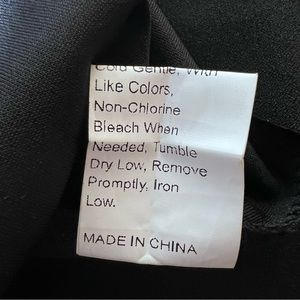 Cold Gentle, With
Like Colors,
Non-Chlorine
Bleach When
Needed, Tumble
Dry Low, Remove
Promptly, Iron
Low.
MADE IN CHINA